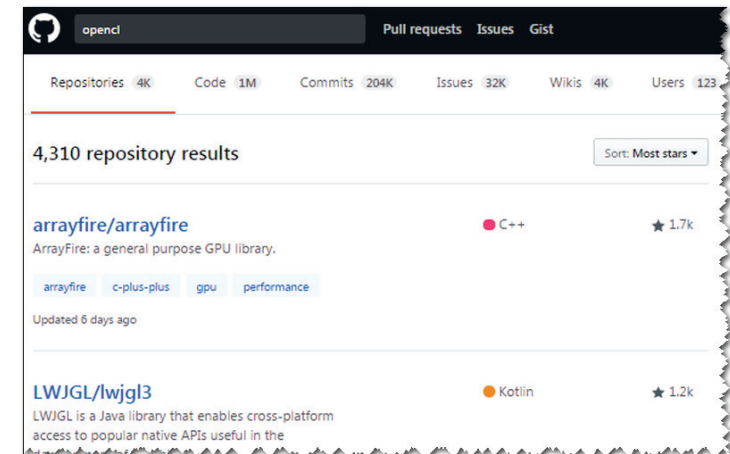 opencl Pull requests Issues Gist
Repositories 4K Code 1M Commits 204K Issues 32K Wikis 4K Users 123
4,310 repository results Sort: Most stars
arrayfire/arrayfire C++ 1.7k
ArrayFire: a general purpose GPU library.
arrayfire c-plus-plus gpu performance
Updated 6 days ago
LWJGL/lwjgl3 Kotlin 1.2k
LWJGL is a Java library that enables cross-platform
access to popular native APIs useful in the